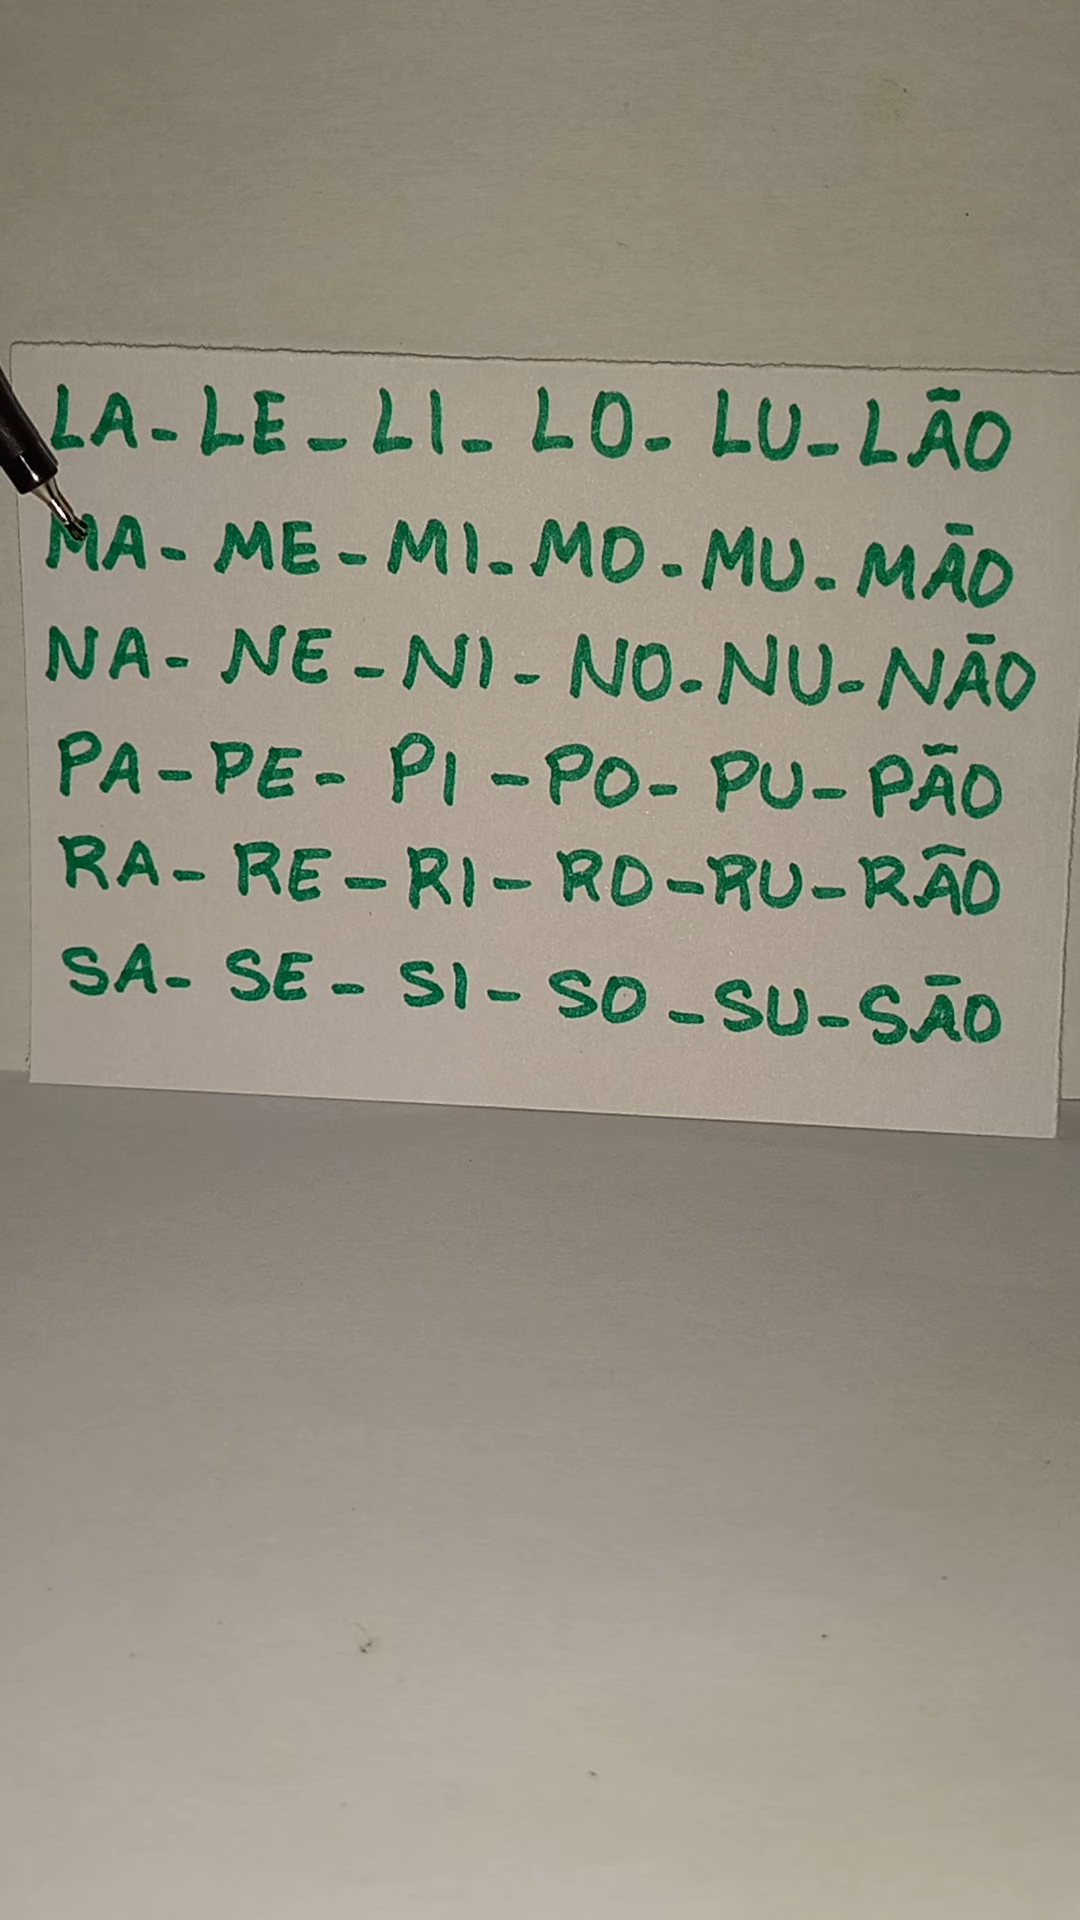 LA - LE - LI - LO - LU - LÃO
MA - ME - MI - MO - MU - MÃO
NA - NE - NI - NO - NU - NÃO
PA - PE - PI - PO - PU - PÃO
RA - RE - RI - RO - RU - RÃO
SA - SE - SI - SO - SU - SÃO